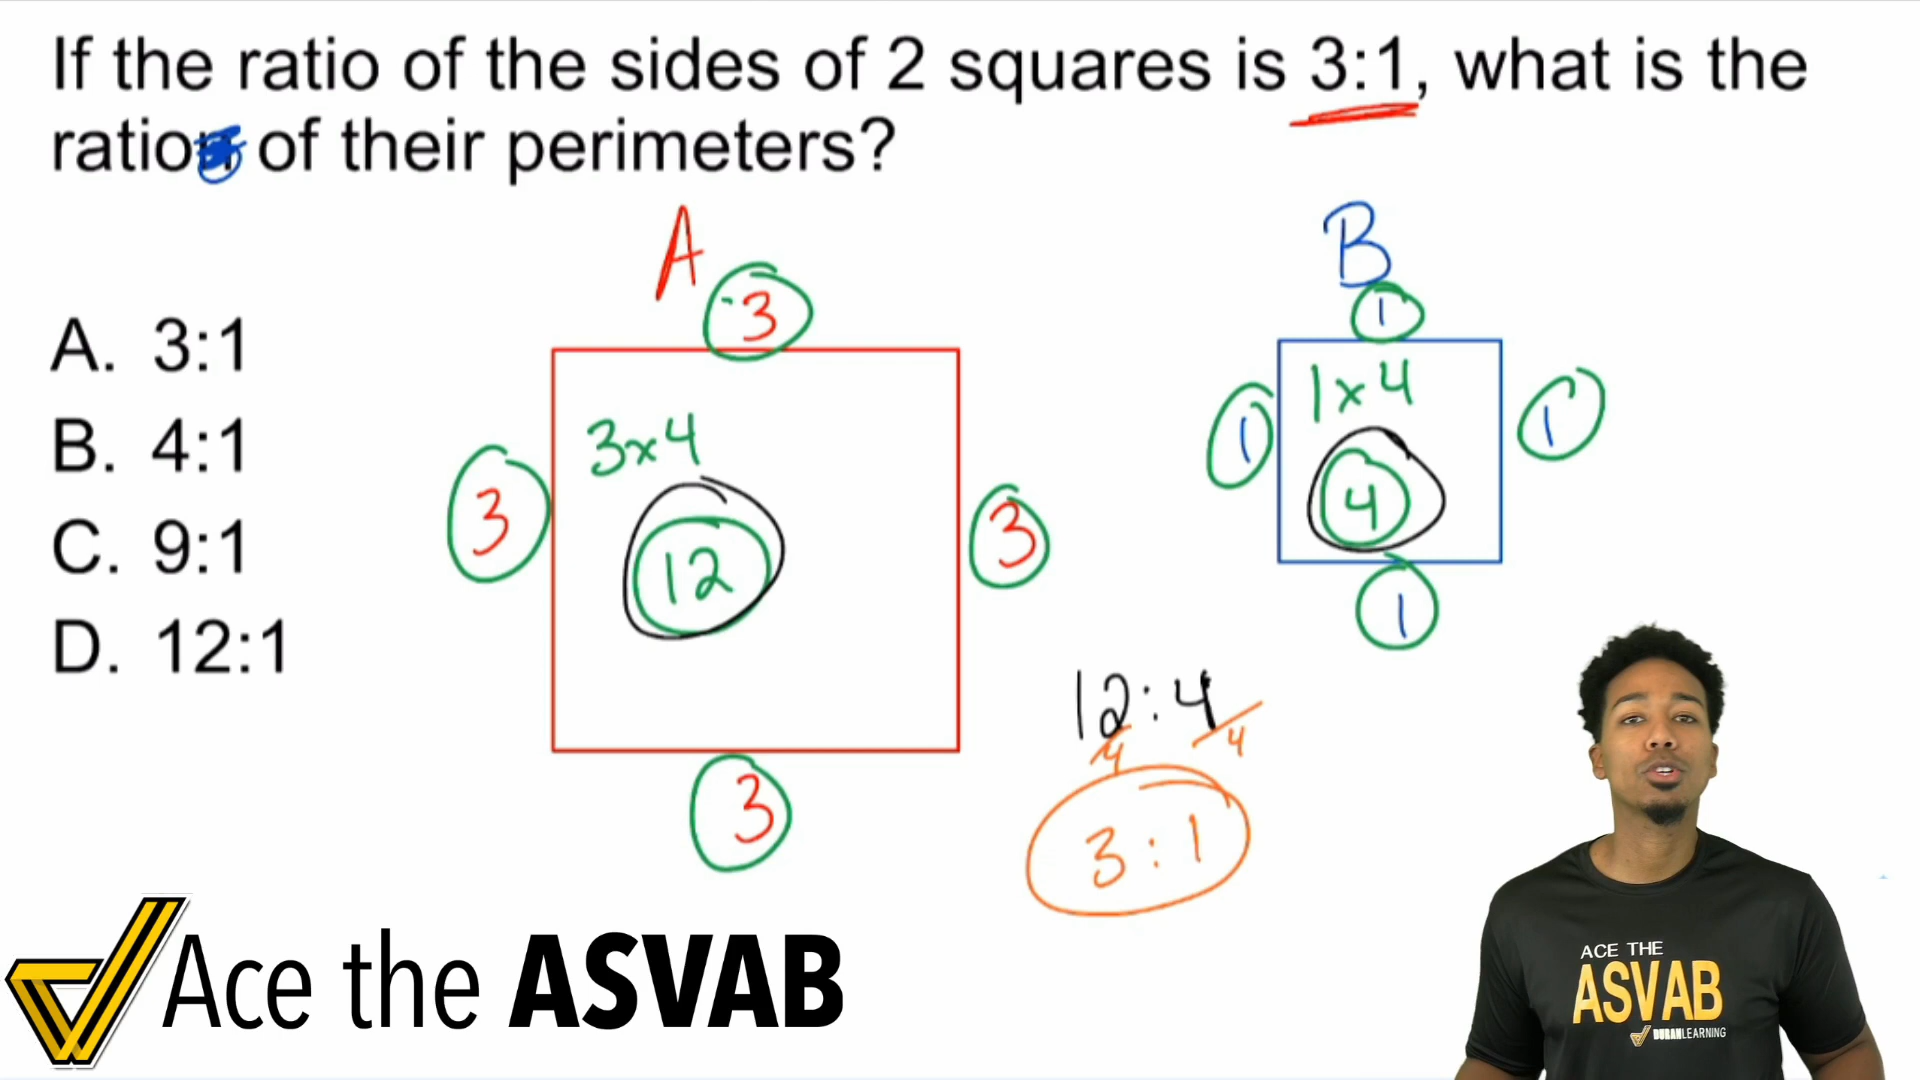 If the ratio of the sides of 2 squares is 3:1, what is the
ratio of their perimeters?
A
B
3
1
A. 3:1
B. 4:1
C. 9:1
D. 12:1
3x4
12
3
3
3
1x4
4
1
1
1
12:4
4
4
3:1
Ace the ASVAB
ACE THE
ASVAB
DURANLEARNING